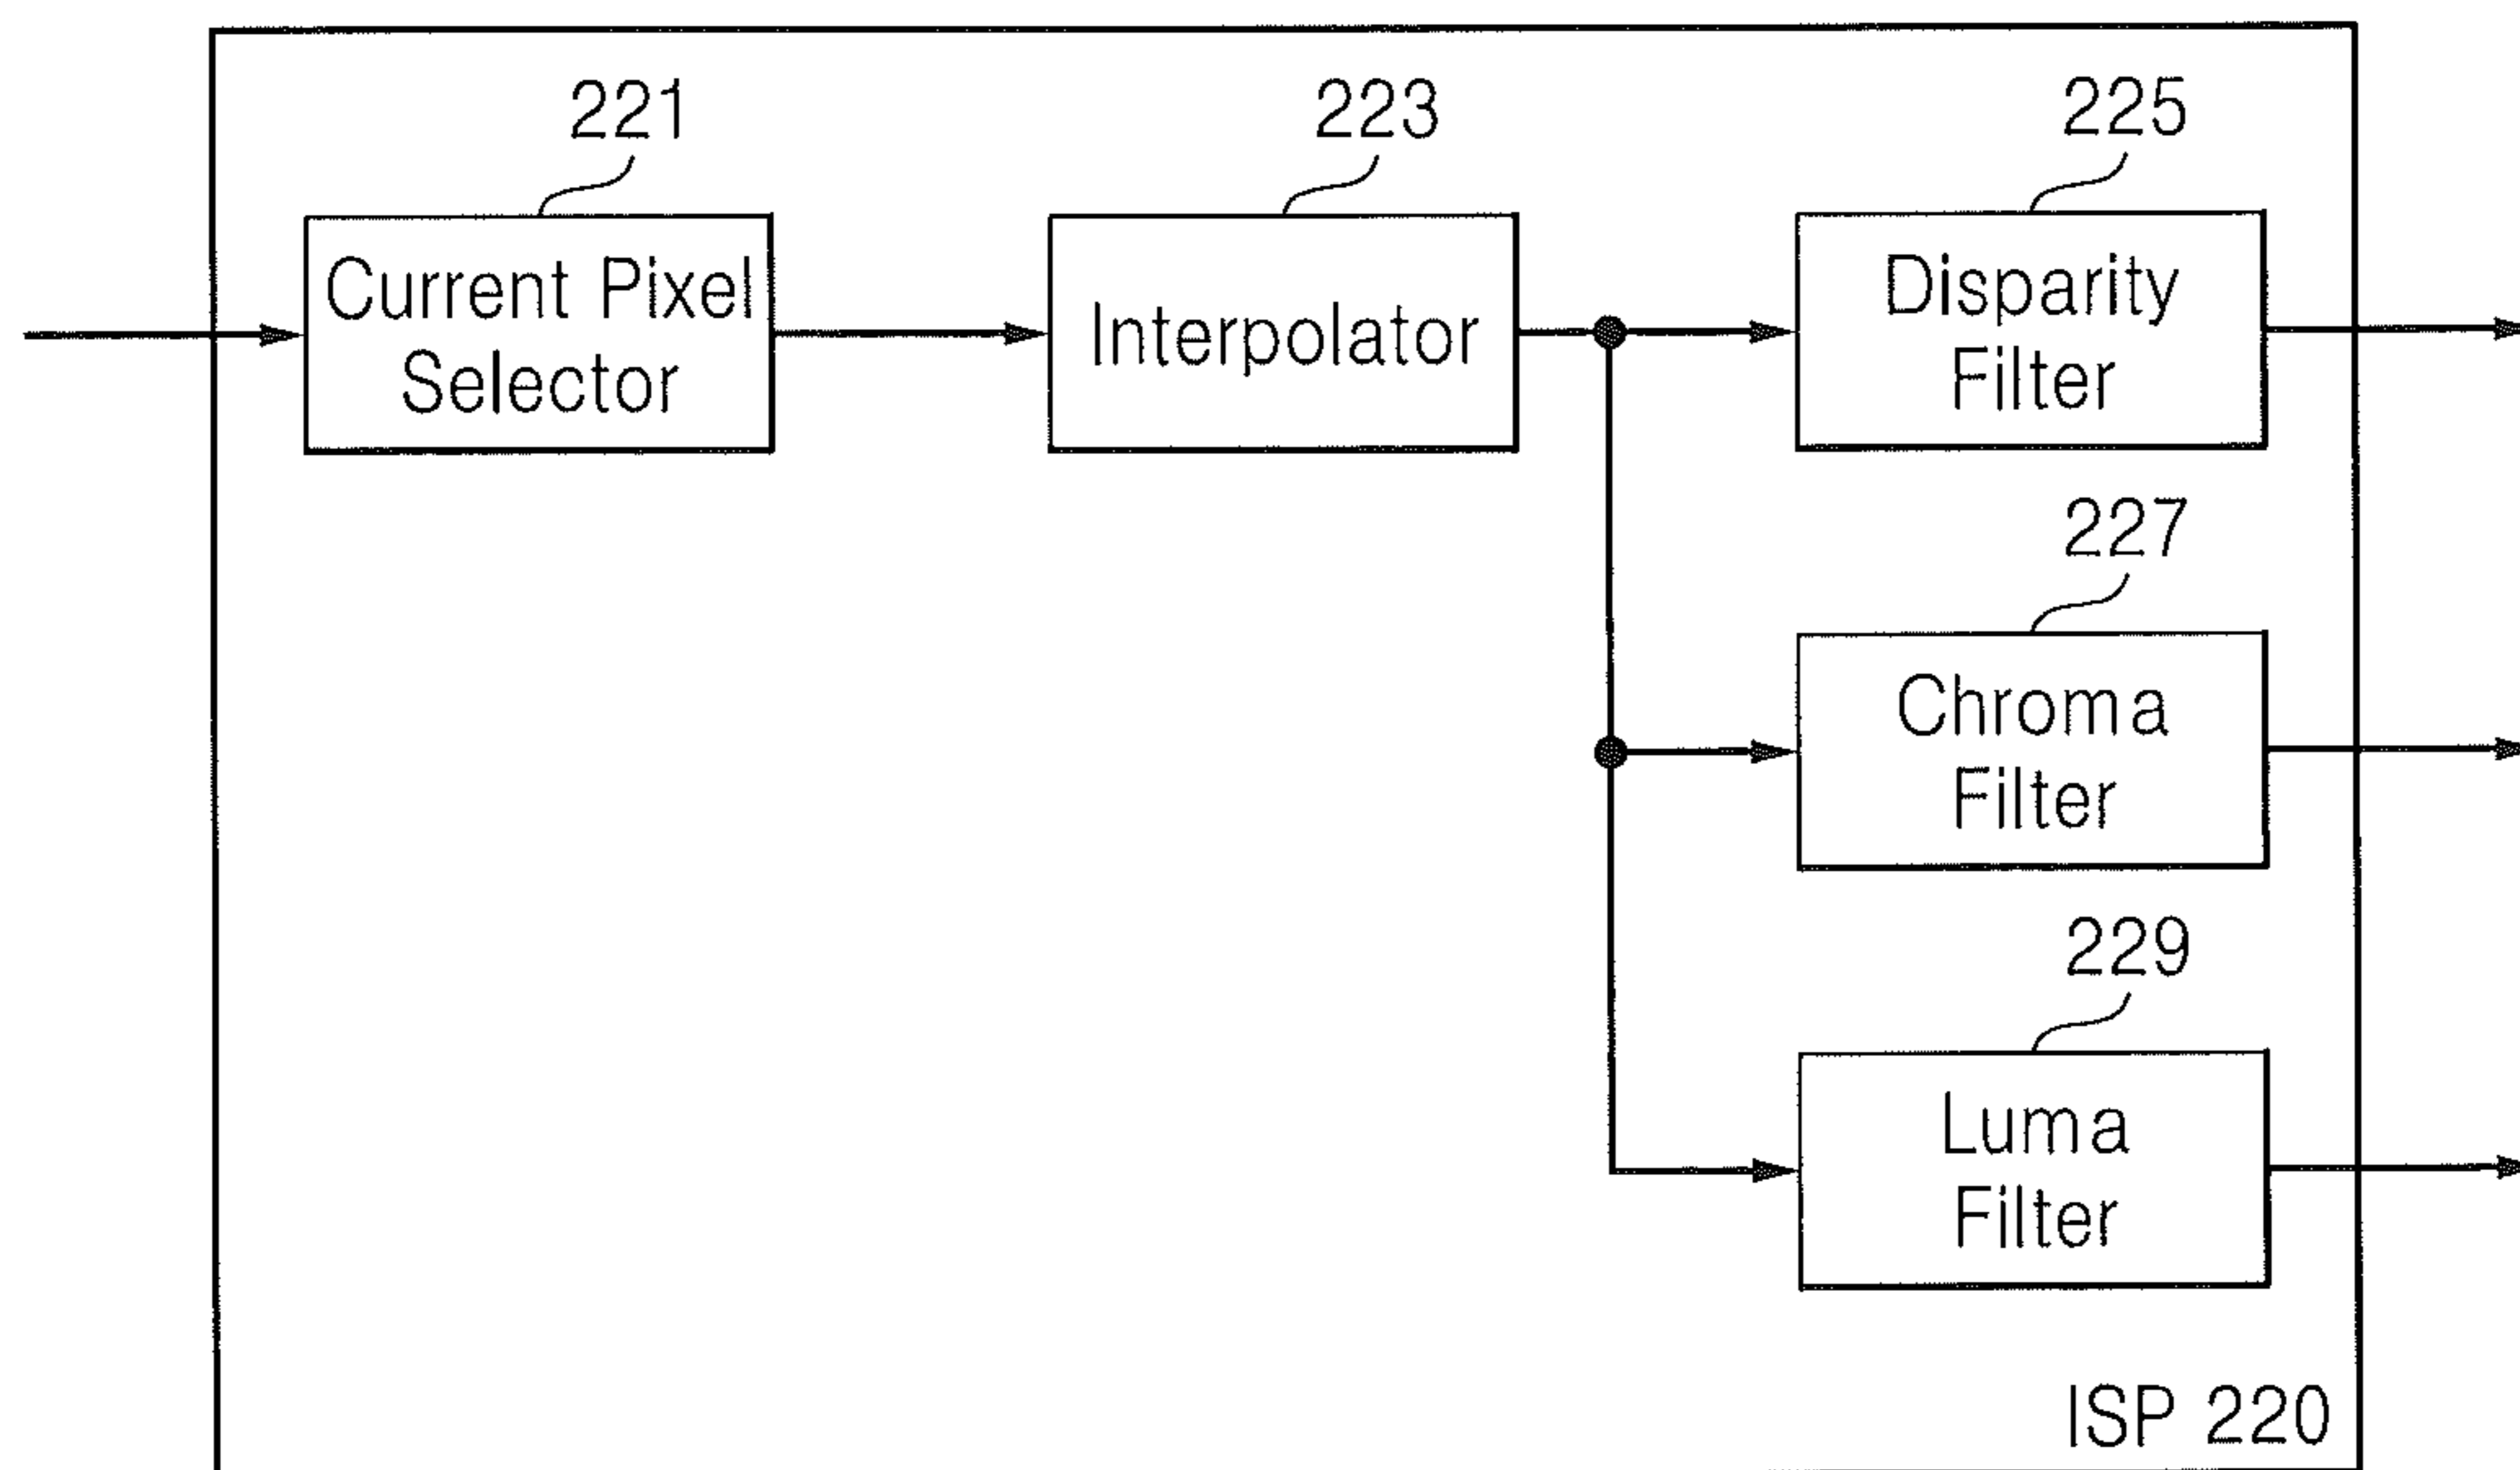 221
223
225
Current Pixel
Selector
Interpolator
Disparity
Filter
227
Chroma
Filter
229
Luma
Filter
ISP 220